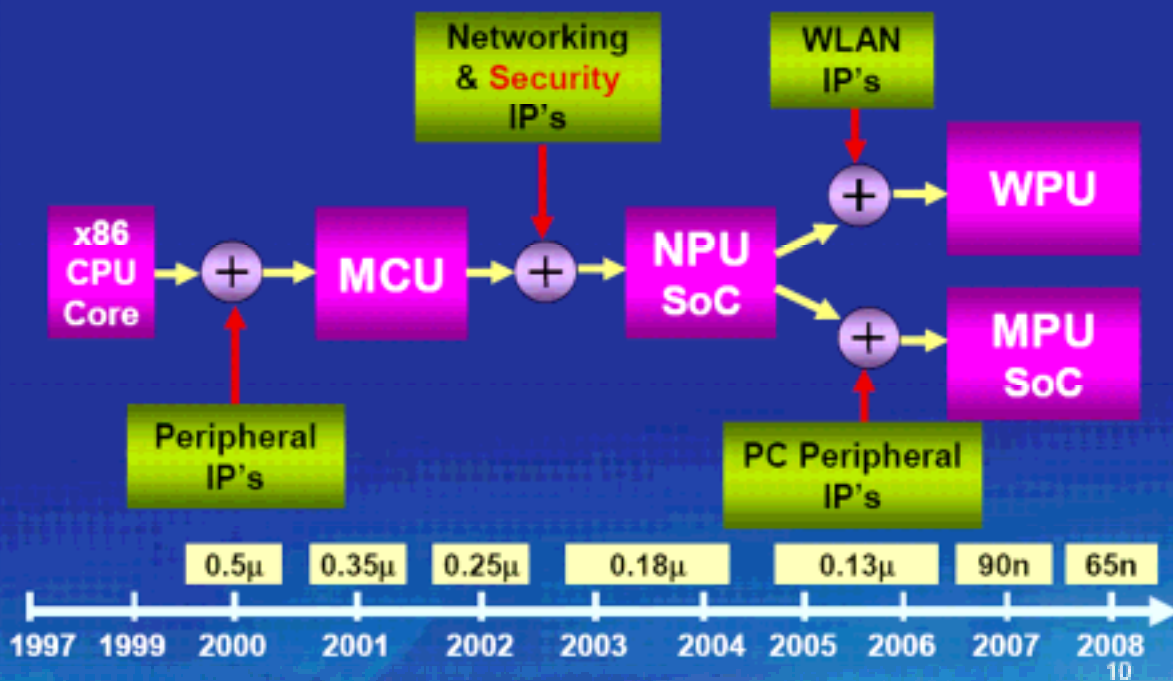 Networking
& Security
IP's
WLAN
IP's
x86
CPU
Core
+
MCU
+
NPU
SoC
+
WPU
+
MPU
SoC
Peripheral
IP's
PC Peripheral
IP's
0.5μ 0.35μ 0.25μ 0.18μ 0.13μ 90n 65n
1997 1999 2000 2001 2002 2003 2004 2005 2006 2007 2008
10